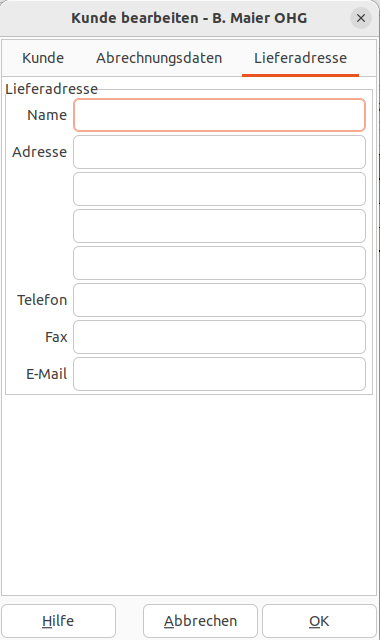 Kunde bearbeiten - B. Maier OHG
Kunde Abrechnungsdaten Lieferadresse
Lieferadresse
Name
Adresse
Telefon
Fax
E-Mail
Hilfe Abbrechen OK